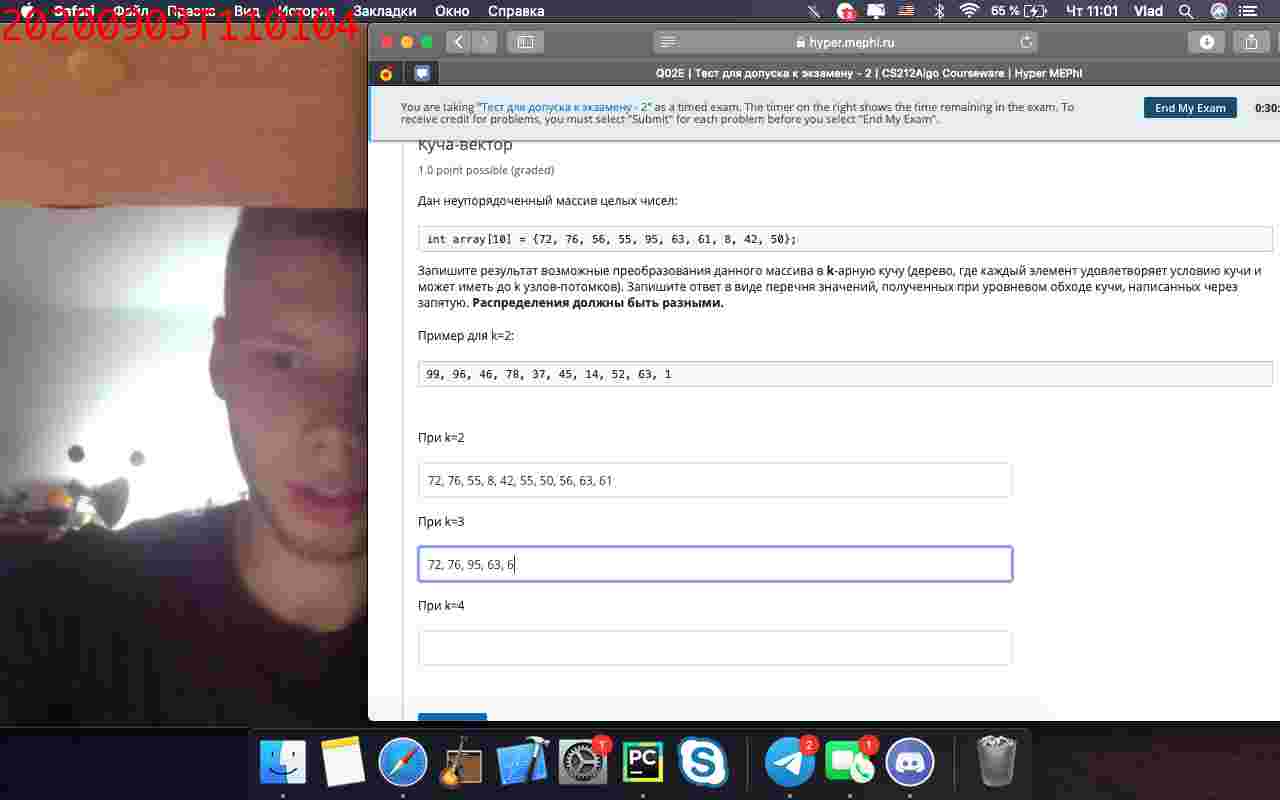 20200903T110104
Safari Файл Правка Вид История Закладки Окно Справка
65 % Чт 11:01 Vlad
hyper.mephi.ru
Q02E | Тест для допуска к экзамену - 2 | CS212Algo Courseware | Hyper MEPhI
You are taking "Тест для допуска к экзамену - 2" as a timed exam. The timer on the right shows the time remaining in the exam. To
receive credit for problems, you must select "Submit" for each problem before you select "End My Exam".
End My Exam
0:30:
Куча-вектор
1.0 point possible (graded)
Дан неупорядоченный массив целых чисел:
int array[10] = {72, 76, 56, 55, 95, 63, 61, 8, 42, 50};
Запишите результат возможные преобразования данного массива в k-арную кучу (дерево, где каждый элемент удовлетворяет условию кучи и
может иметь до k узлов-потомков). Запишите ответ в виде перечня значений, полученных при уровневом обходе кучи, написанных через
запятую. Распределения должны быть разными.
Пример для k=2:
99, 96, 46, 78, 37, 45, 14, 52, 63, 1
При k=2
72, 76, 55, 8, 42, 55, 50, 56, 63, 61
При k=3
72, 76, 95, 63, 6
При k=4
PC
2
1